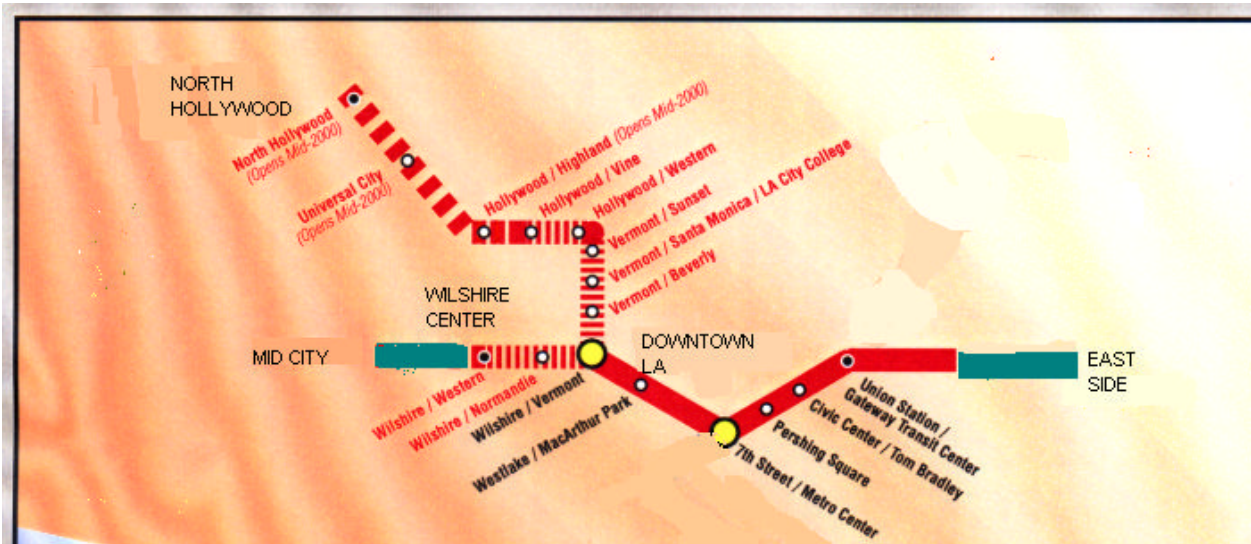 NORTH
HOLLYWOOD
North Hollywood
(Opens Mid-2000)
Universal City
(Opens Mid-2000)
Hollywood / Highland (Opens Mid-2000)
Hollywood / Vine
Hollywood / Western
Vermont / Sunset
Vermont / Santa Monica / LA City College
Vermont / Beverly
WILSHIRE
CENTER
MID CITY
DOWNTOWN
LA
EAST
SIDE
Wilshire / Western
Wilshire / Normandie
Wilshire / Vermont
Westlake / MacArthur Park
7th Street / Metro Center
Pershing Square
Civic Center / Tom Bradley
Union Station /
Gateway Transit Center